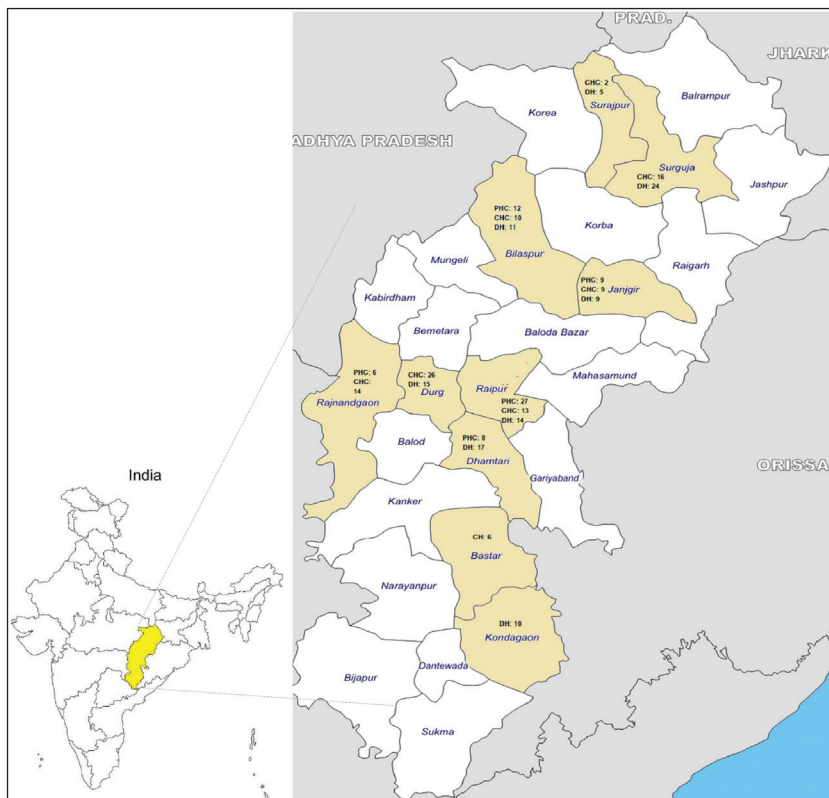 PRAD.
JHARK
CHC: 2
DH: 5
Surajpur
Balrampur
Korea
ADHYA PRADESH
Surguja
CHC: 16
DH: 24
Jashpur
PHC: 12
CHC: 10
DH: 11
Bilaspur
Korba
Mungeli
Raigarh
PHC: 9
CHC: 9
DH: 9
Janjgir
Kabirdham
Bemetara
Baloda Bazar
PHC: 6
CHC:
14
Rajnandgaon
CHC: 26
DH: 15
Durg
Raipur
PHC: 27
CHC: 13
DH: 14
Mahasamund
Balod
PHC: 8
DH: 17
Dhamtari
Gariyaband
ORISSA
India
Kanker
CH: 6
Bastar
Narayanpur
DH: 10
Kondagaon
Bijapur
Dantewada
Sukma